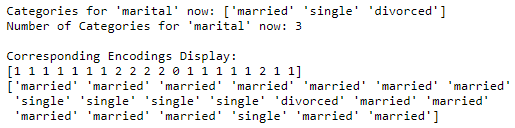 Categories for 'marital' now: ['married' 'single' 'divorced']
Number of Categories for 'marital' now: 3
Corresponding Encodings Display:
[1 1 1 1 1 1 1 2 2 2 2 0 1 1 1 1 1 2 1 1]
['married' 'married' 'married' 'married' 'married' 'married' 'married'
'single' 'single' 'single' 'single' 'divorced' 'married' 'married'
'married' 'married' 'married' 'single' 'married' 'married']